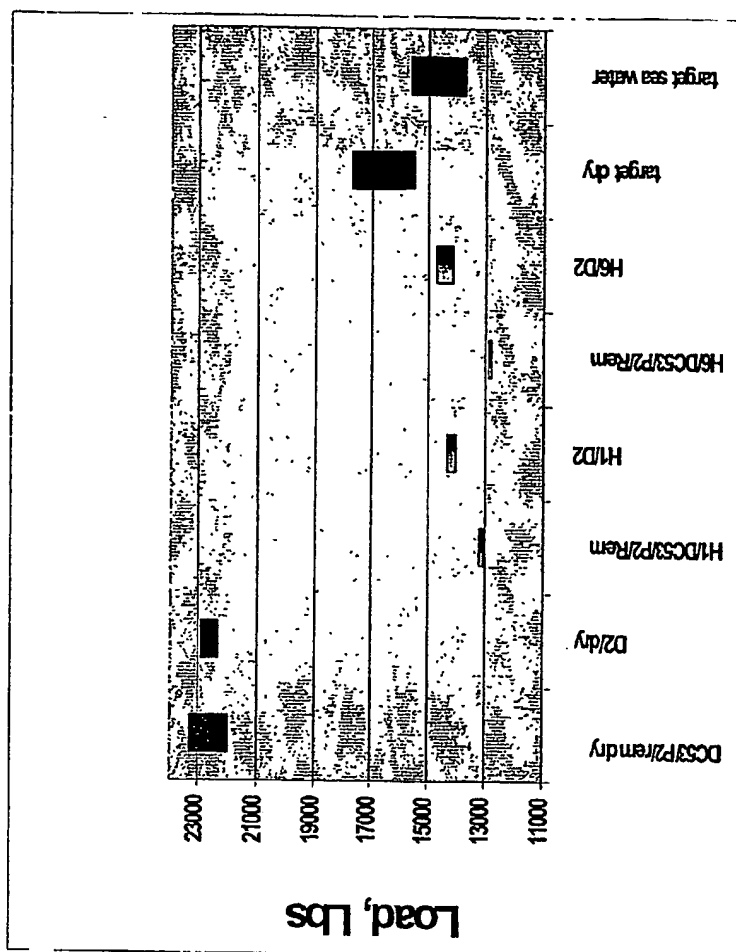 Load, Lbs
23000
21000
19000
17000
15000
13000
11000
DC53/P2/rem dry
D2/dry
H1/DC53/P2/Rem
H1/D2
H6/DC53/P2/Rem
H6/D2
target dry
target sea water